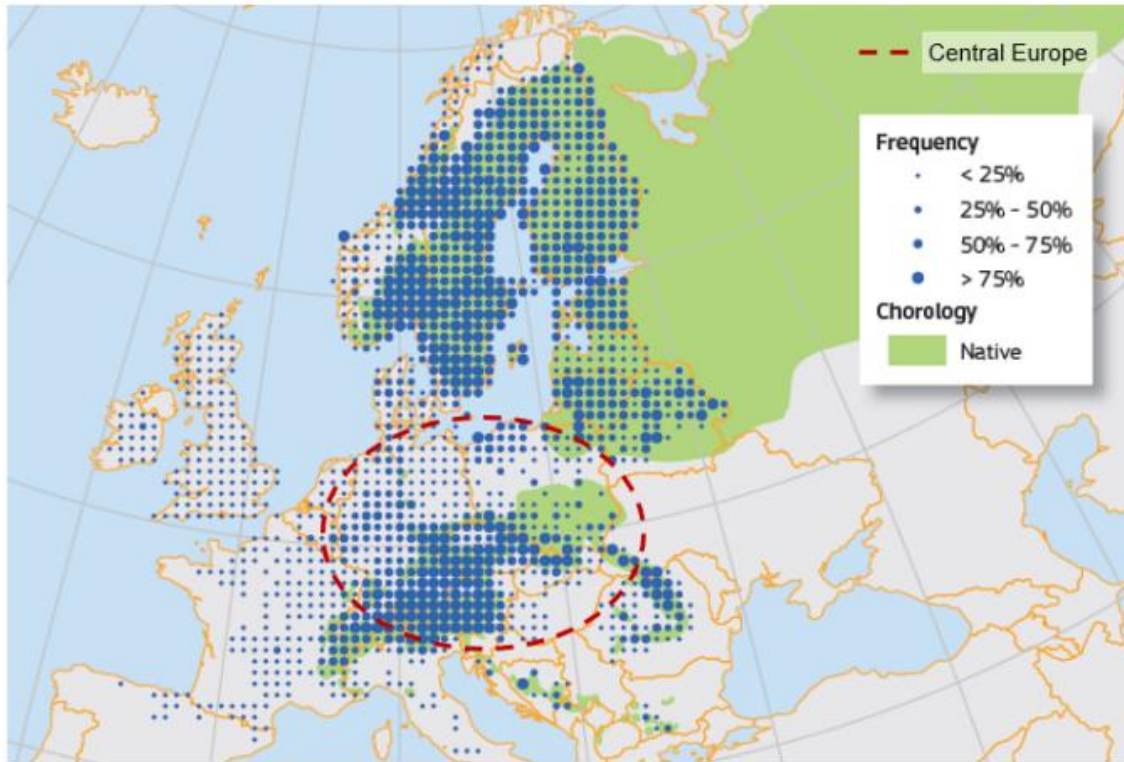 Central Europe
Frequency
< 25%
25% - 50%
50% - 75%
> 75%
Chorology
Native